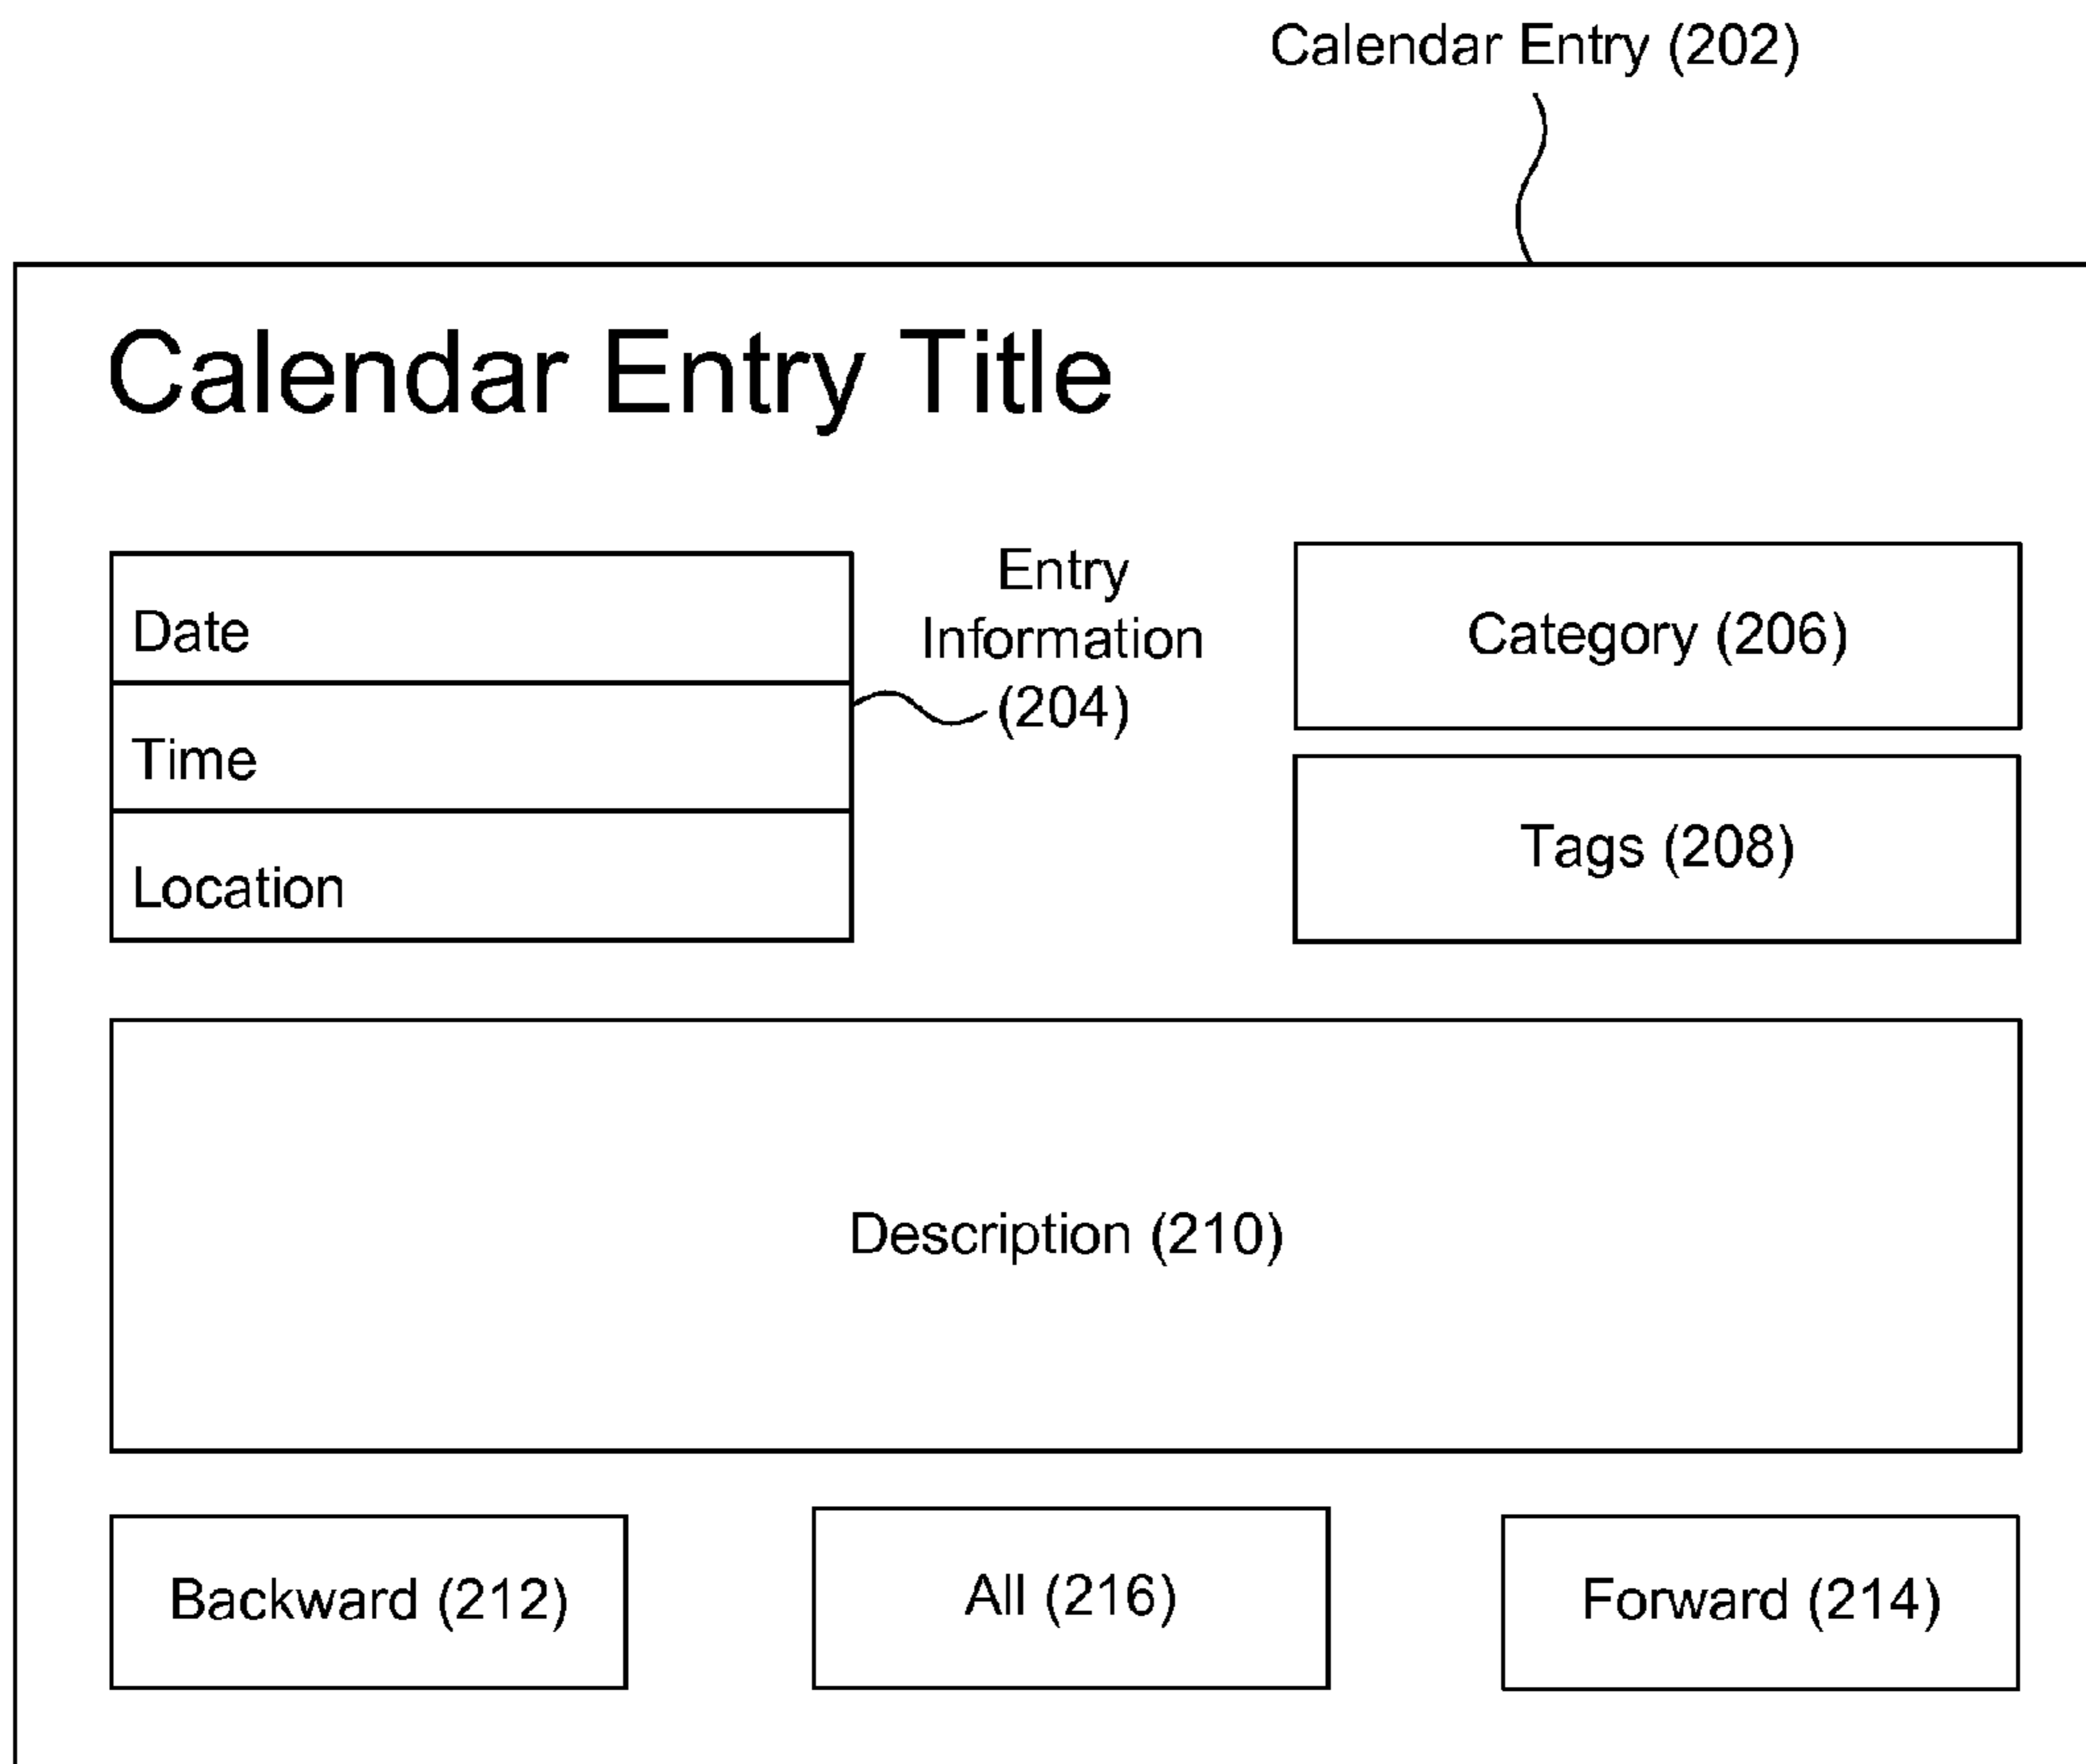 Calendar Entry (202)
Calendar Entry Title
Date
Time
Location
Entry
Information
(204)
Category (206)
Tags (208)
Description (210)
Backward (212)
All (216)
Forward (214)